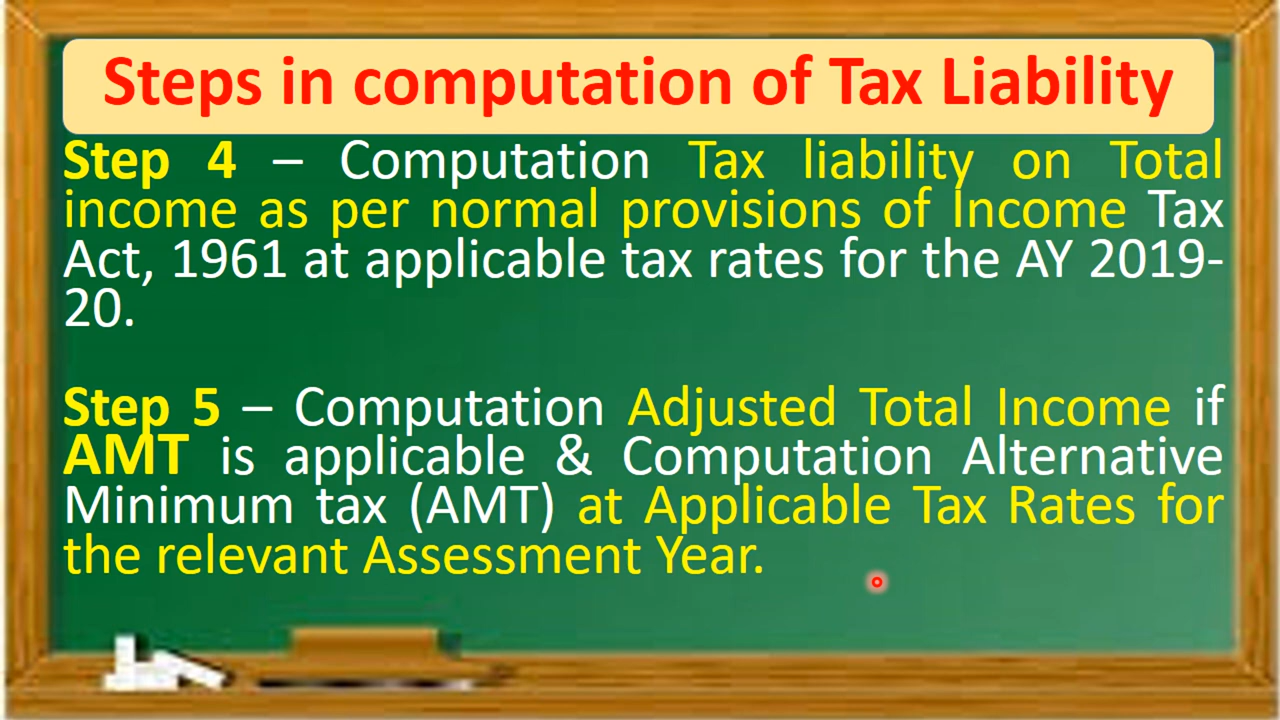 Steps in computation of Tax Liability
Step 4 – Computation Tax liability on Total
income as per normal provisions of Income Tax
Act, 1961 at applicable tax rates for the AY 2019-
20.
Step 5 – Computation Adjusted Total Income if
AMT is applicable & Computation Alternative
Minimum tax (AMT) at Applicable Tax Rates for
the relevant Assessment Year.